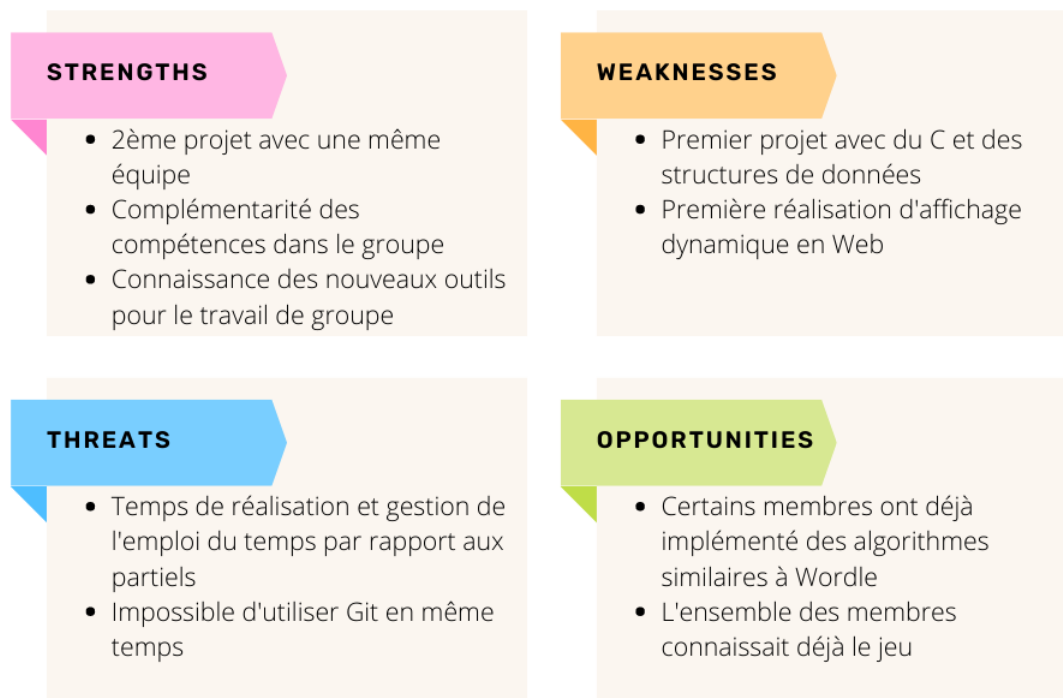 STRENGTHS
2ème projet avec une même
équipe
Complémentarité des
compétences dans le groupe
Connaissance des nouveaux outils
pour le travail de groupe
WEAKNESSES
Premier projet avec du C et des
structures de données
Première réalisation d'affichage
dynamique en Web
THREATS
Temps de réalisation et gestion de
l'emploi du temps par rapport aux
partiels
Impossible d'utiliser Git en même
temps
OPPORTUNITIES
Certains membres ont déjà
implémenté des algorithmes
similaires à Wordle
L'ensemble des membres
connaissait déjà le jeu